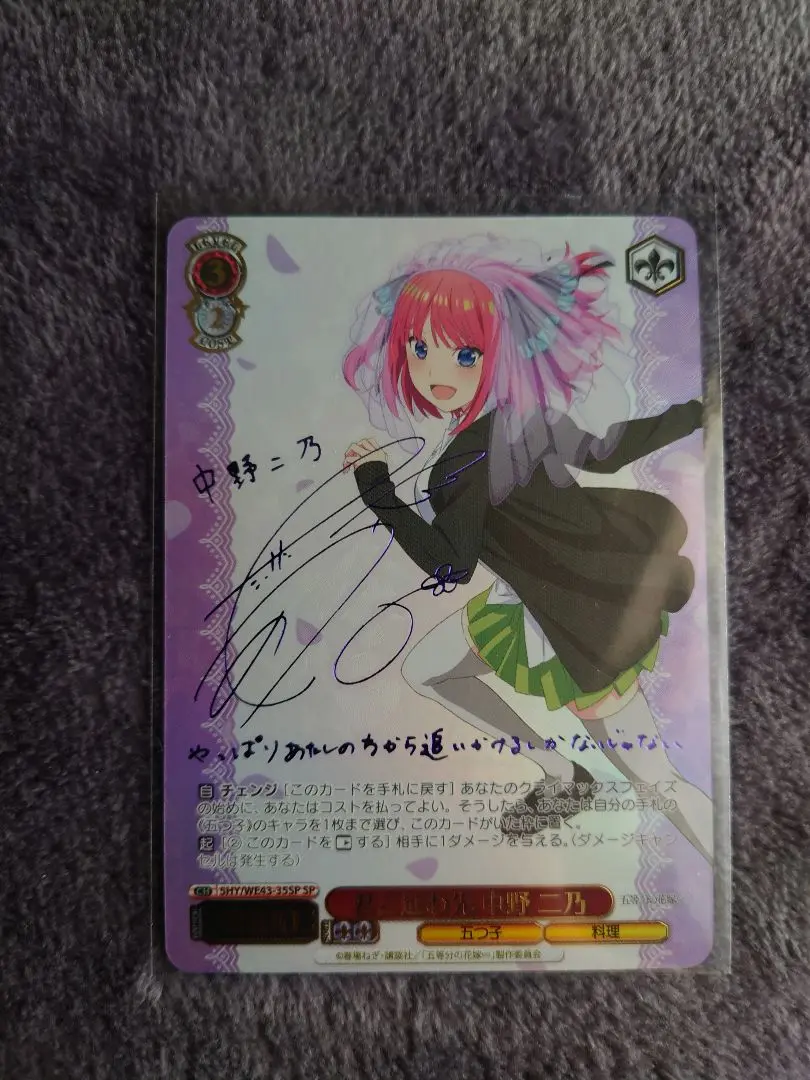 LEVEL
3
2
COST
中野二乃
やっぱりあたしのちから追いかけるしかないじゃない
自 チェンジ [このカードを手札に戻す] あなたのクライマックスフェイズ
の始めに、あなたはコストを払ってよい。そうしたら、あなたは自分の手札の
《五つ子》のキャラを1枚まで選び、このカードがいた枠に置く。
起 [② このカードを する] 相手に1ダメージを与える。(ダメージキャン
セルは発生する)
CH 5HY/WE43-35SP SP
中野 二乃
五つ子 料理
©春場ねぎ・講談社/「五等分の花嫁∽」製作委員会